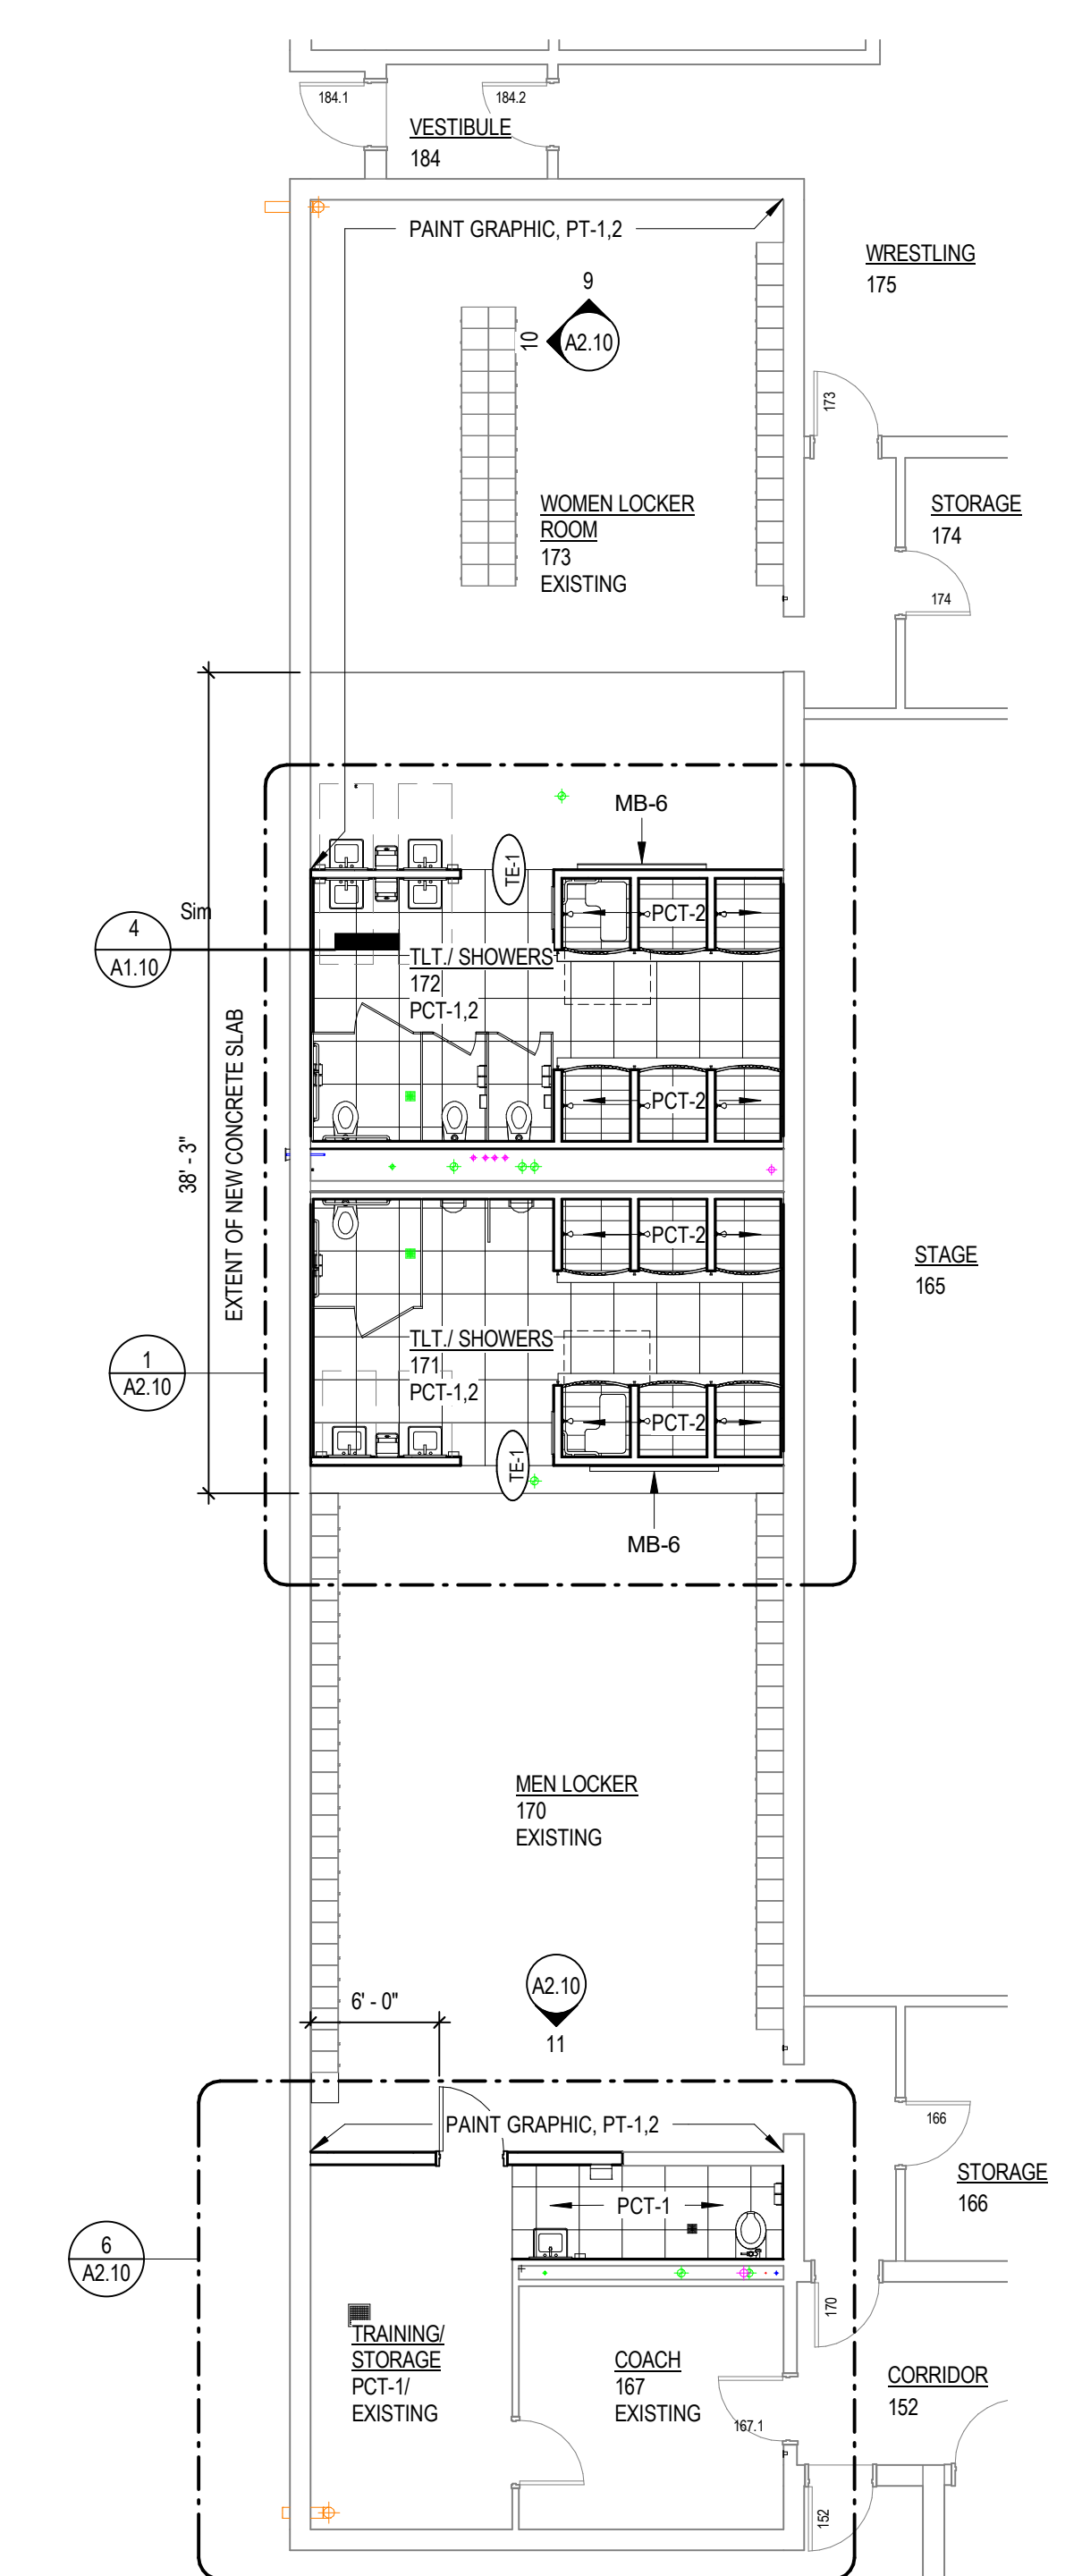 184.1
184.2
VESTIBULE
184
PAINT GRAPHIC, PT-1,2
WRESTLING
175
9
10
A2.10
173
WOMEN LOCKER
ROOM
173
EXISTING
STORAGE
174
174
MB-6
TE-1
Sim
4
A1.10
PCT-2
TLT./ SHOWERS
172
PCT-1,2
EXTENT OF NEW CONCRETE SLAB
38' - 3"
PCT-2
PCT-2
STAGE
165
TLT./ SHOWERS
171
PCT-1,2
1
A2.10
PCT-2
TE-1
MB-6
MEN LOCKER
170
EXISTING
A2.10
11
6' - 0"
166
PAINT GRAPHIC, PT-1,2
STORAGE
166
PCT-1
6
A2.10
170
TRAINING/
STORAGE
PCT-1/
EXISTING
COACH
167
EXISTING
CORRIDOR
152
167.1
152